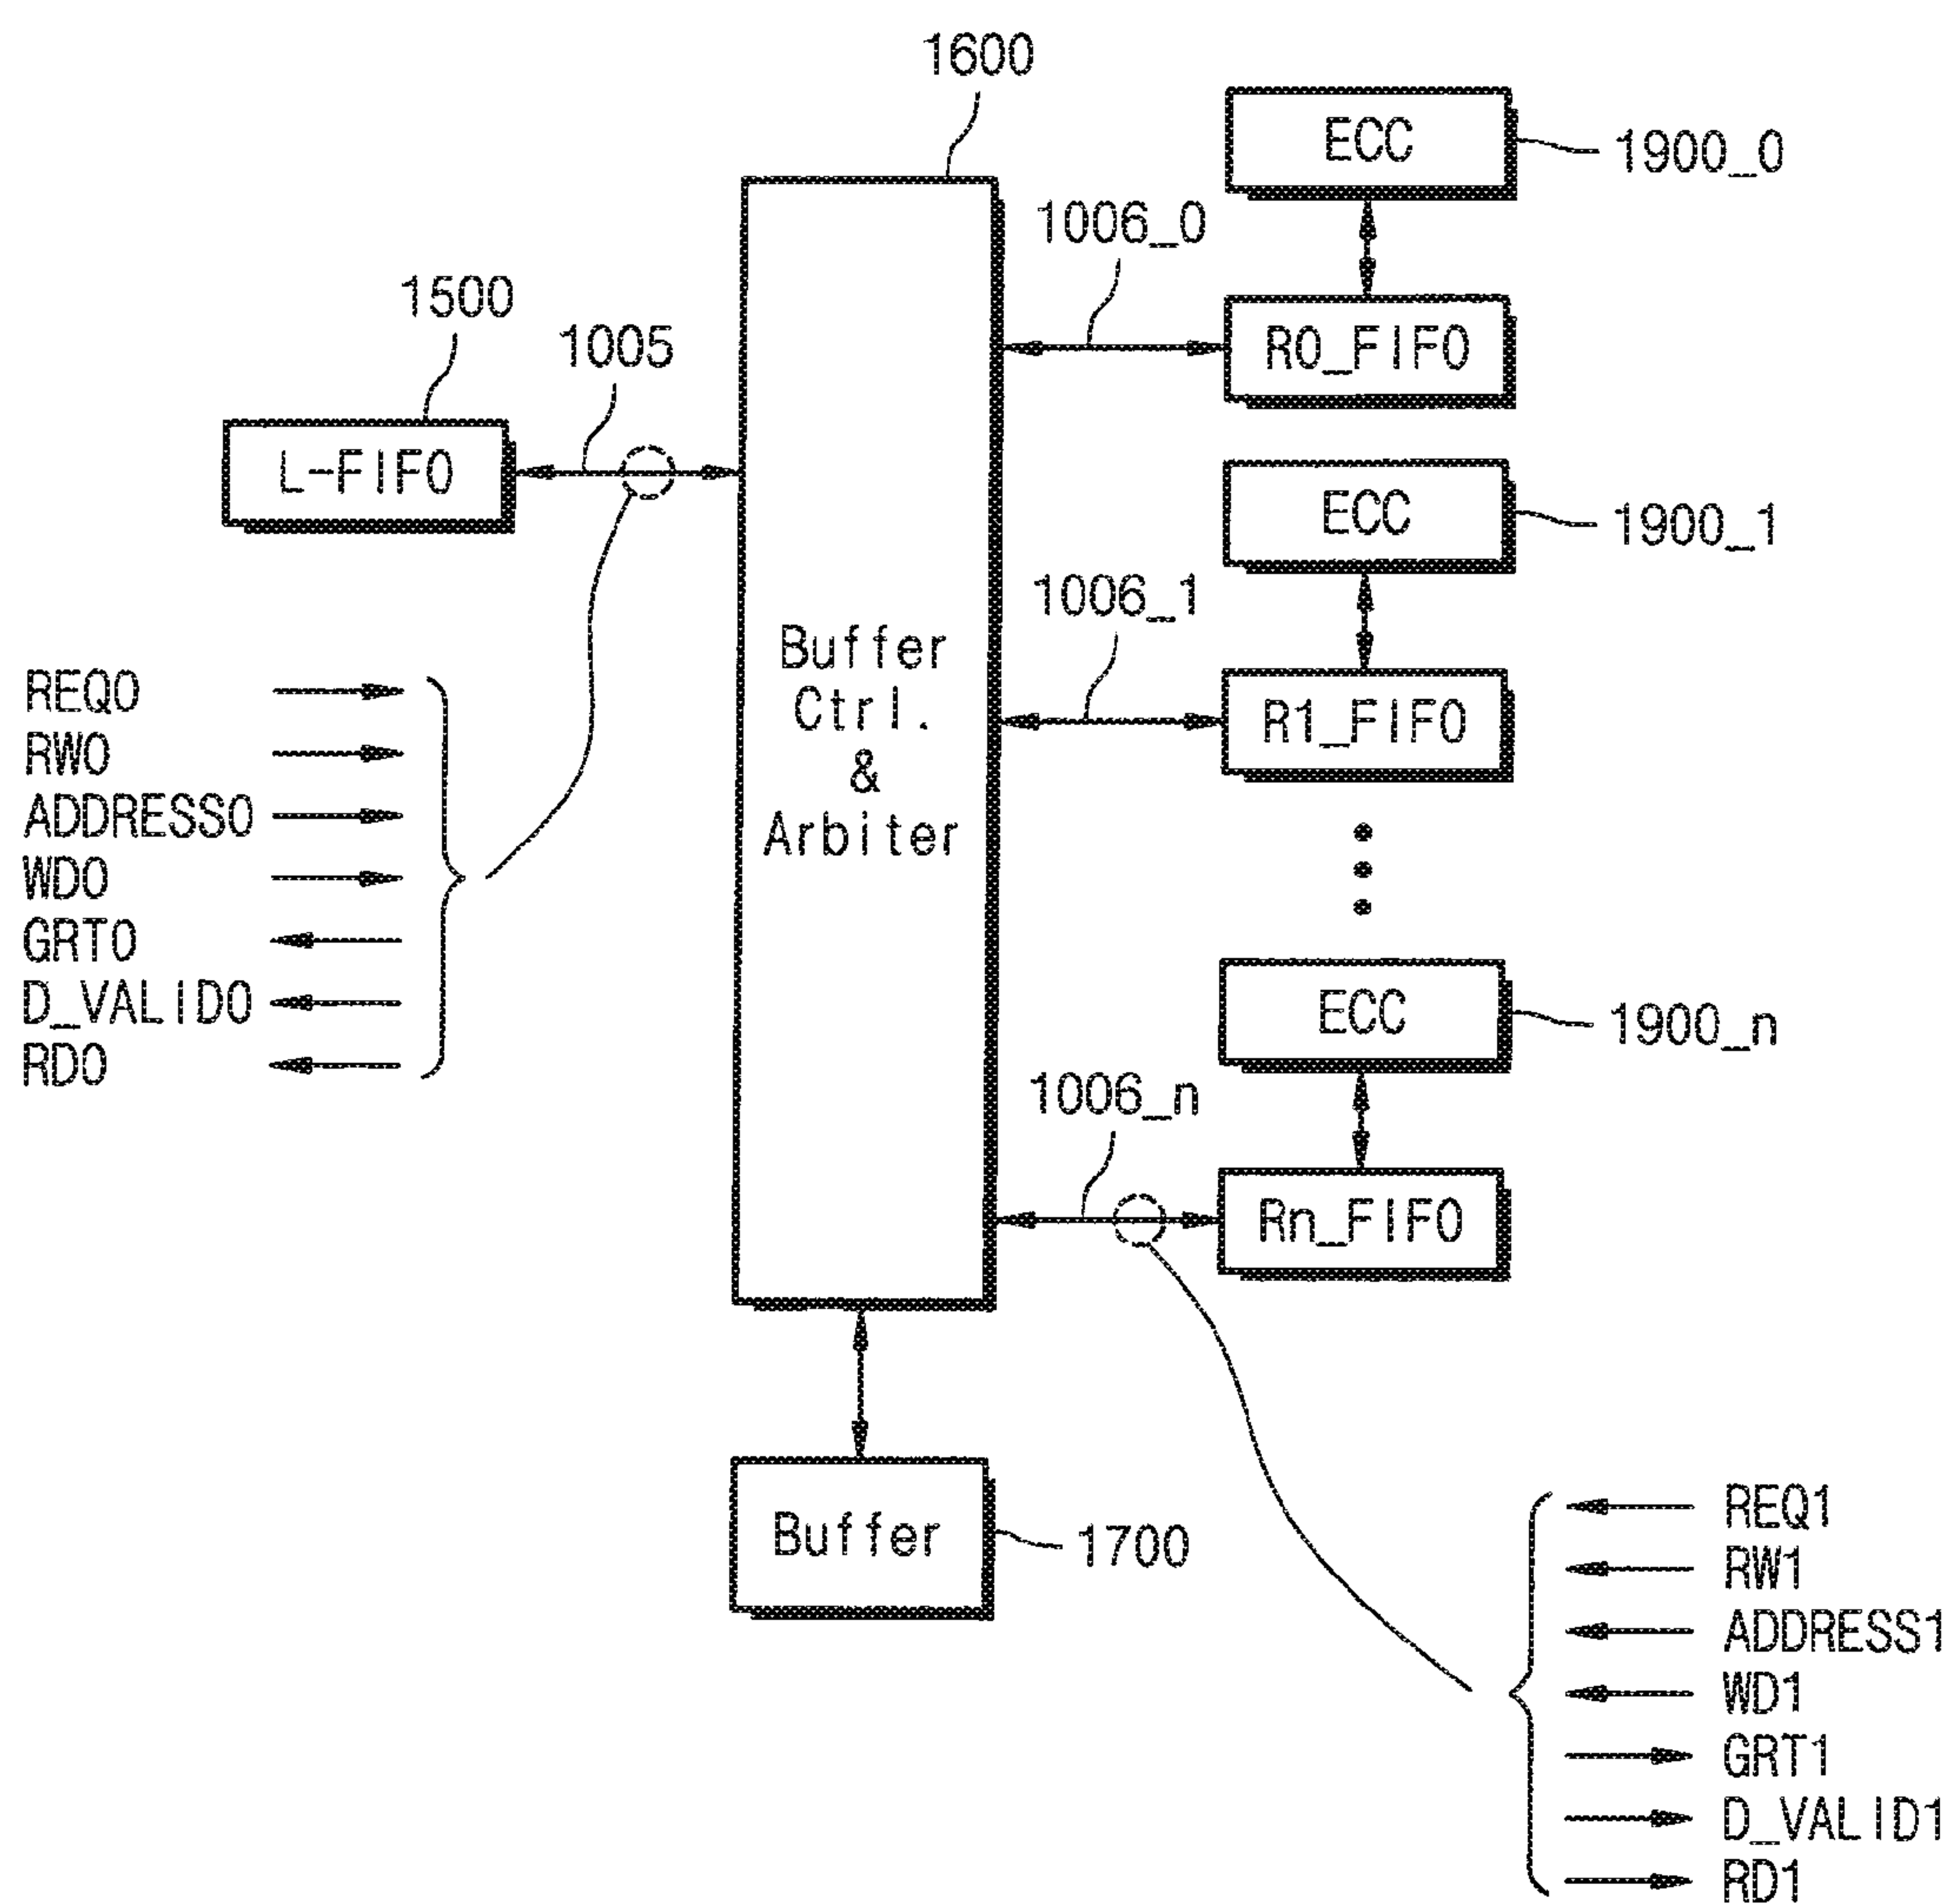 1600
ECC
1900_0
1006_0
1500
1005
R0_FIFO
L-FIFO
ECC
1900_1
1006_1
Buffer
Ctrl.
&
Arbiter
R1_FIFO
REQ0
RW0
ADDRESS0
WD0
GRT0
D_VALID0
RD0
ECC
1900_n
1006_n
Rn_FIFO
Buffer
1700
REQ1
RW1
ADDRESS1
WD1
GRT1
D_VALID1
RD1